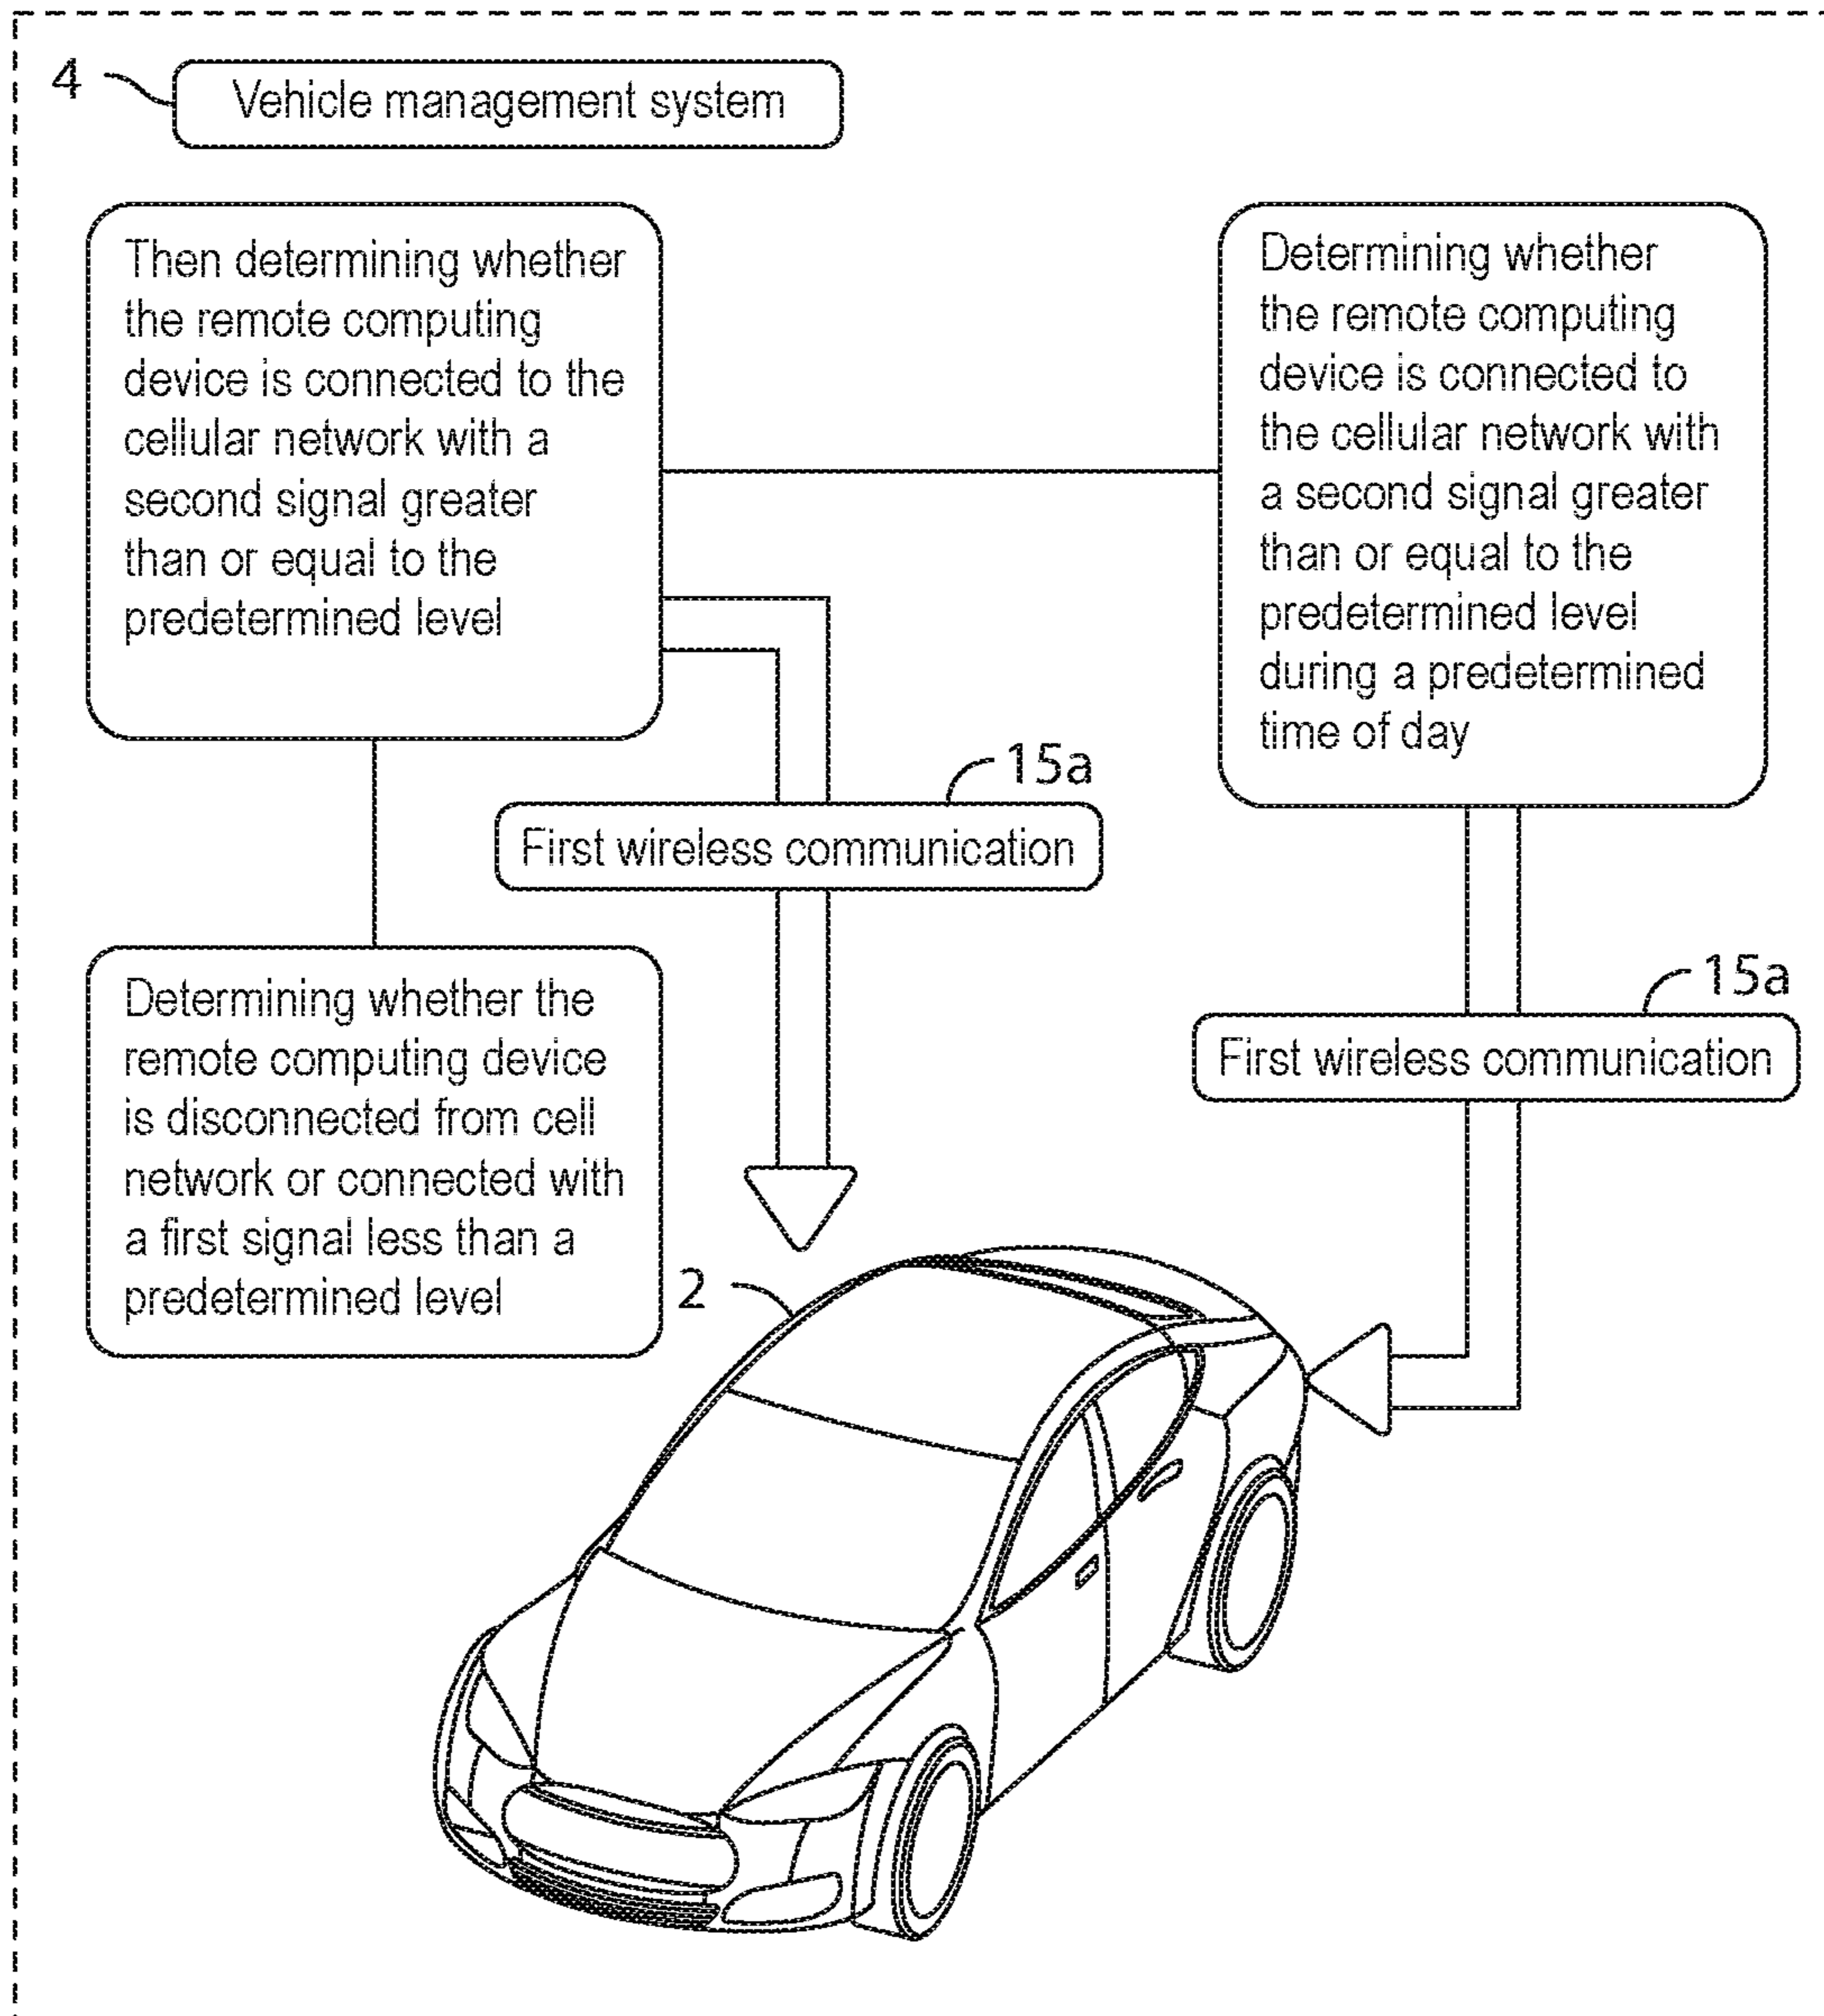 4
Vehicle management system
Then determining whether
the remote computing
device is connected to the
cellular network with a
second signal greater
than or equal to the
predetermined level
Determining whether
the remote computing
device is connected to
the cellular network with
a second signal greater
than or equal to the
predetermined level
during a predetermined
time of day
15a
First wireless communication
15a
First wireless communication
Determining whether the
remote computing device
is disconnected from cell
network or connected with
a first signal less than a
predetermined level
2